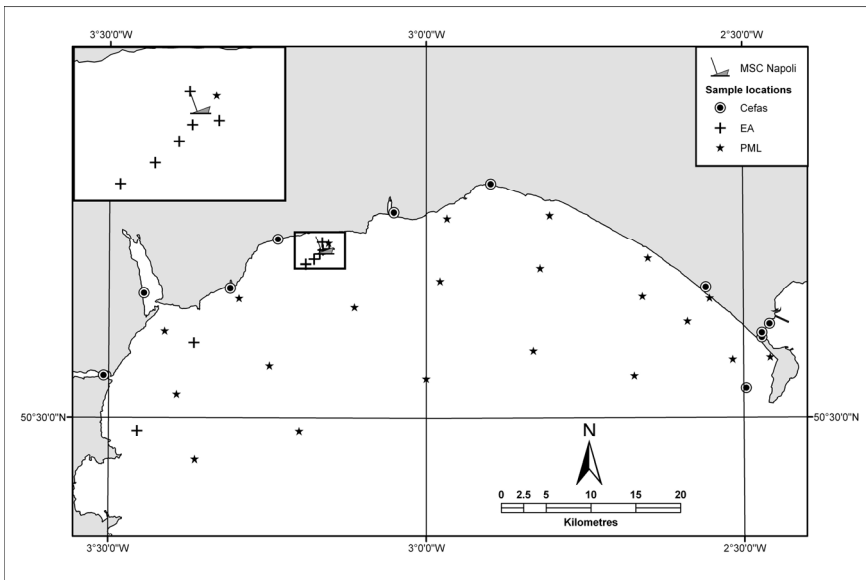 3°30'0"W 3°0'0"W 2°30'0"W
MSC Napoli
Sample locations
Cefas
EA
PML
50°30'0"N 50°30'0"N
N
0 2.5 5 10 15 20
Kilometres
3°30'0"W 3°0'0"W 2°30'0"W